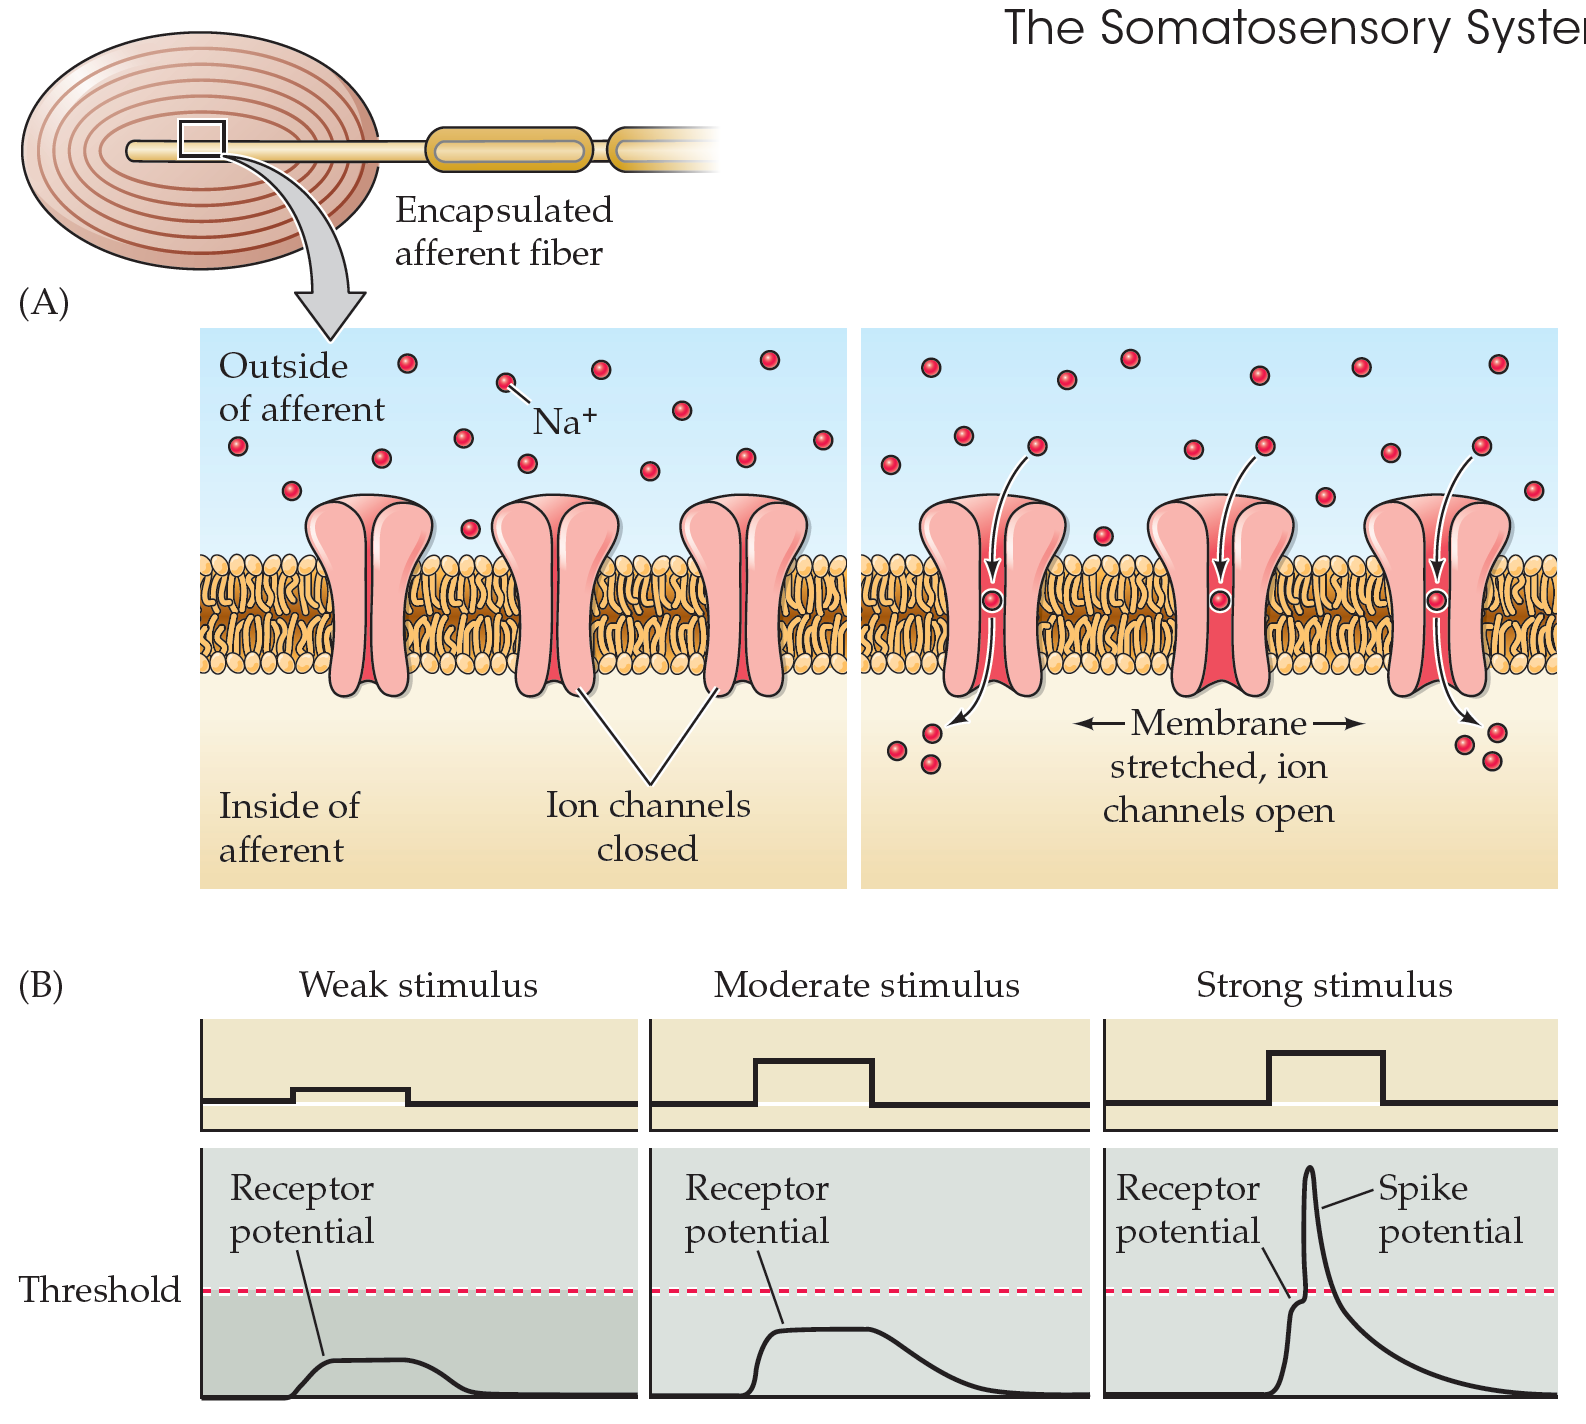 The Somatosensory Syste
Encapsulated
afferent fiber
(A)
Outside
of afferent
Na+
Inside of
afferent
Ion channels
closed
Membrane
stretched, ion
channels open
(B)
Weak stimulus
Moderate stimulus
Strong stimulus
Receptor
potential
Receptor
potential
Receptor
potential
Spike
potential
Threshold